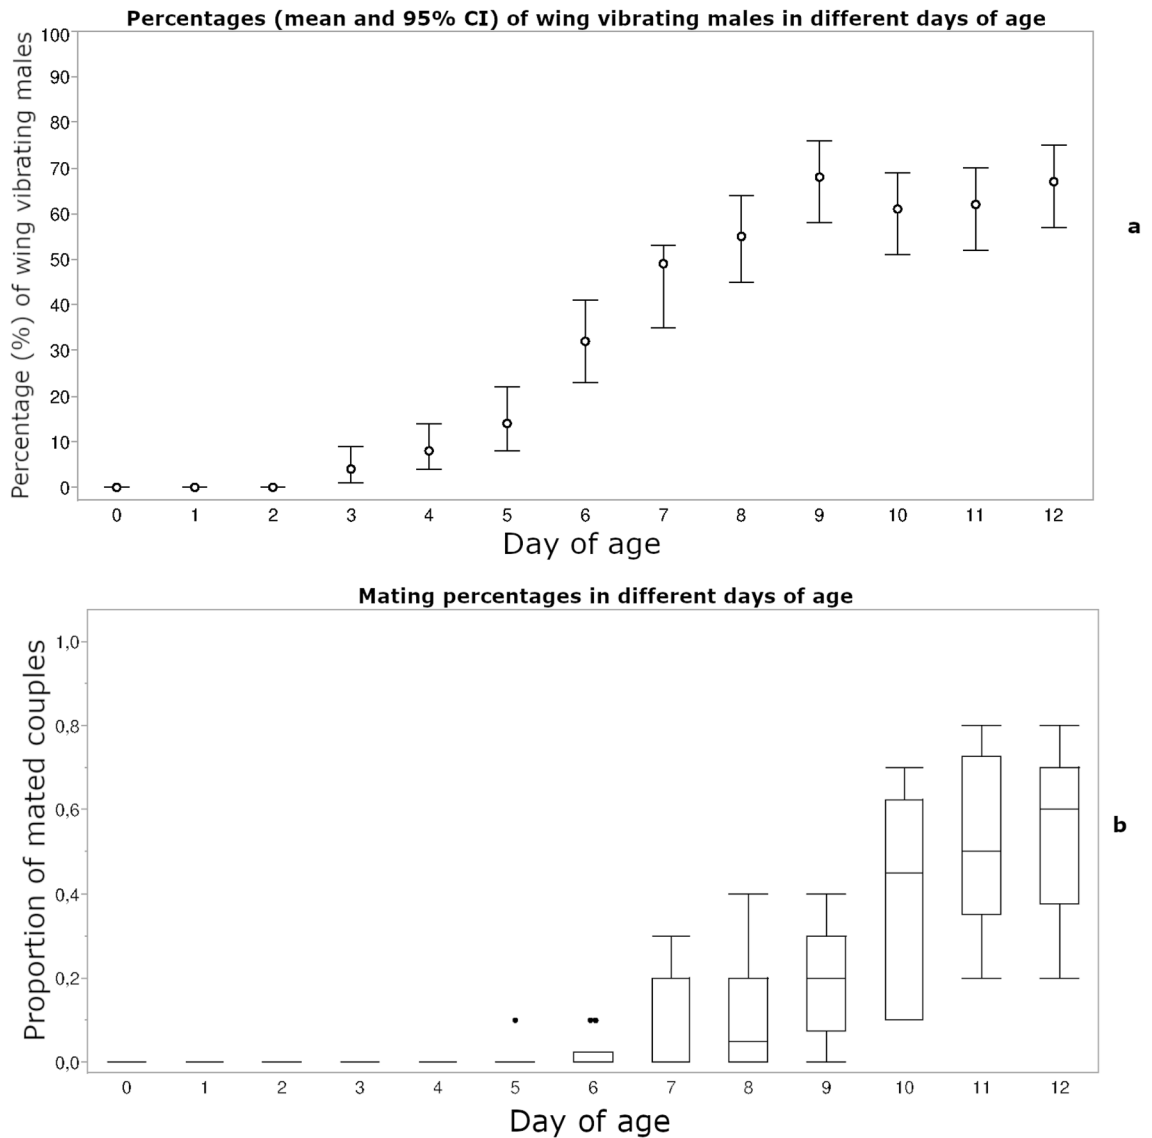 Percentages (mean and 95% CI) of wing vibrating males in different days of age
Percentage (%) of wing vibrating males
100
90
80
70
60
50
40
30
20
10
0
0 1 2 3 4 5 6 7 8 9 10 11 12
Day of age
a
Mating percentages in different days of age
Proportion of mated couples
1,0
0,8
0,6
0,4
0,2
0,0
0 1 2 3 4 5 6 7 8 9 10 11 12
Day of age
b